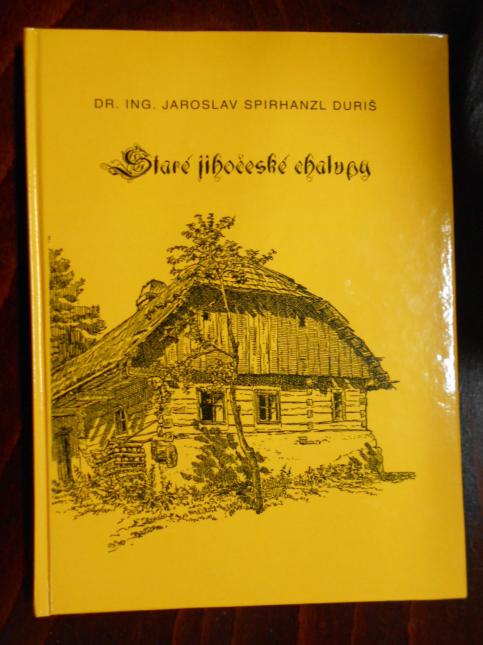 DR. ING. JAROSLAV SPIRHANZL DURIŠ
Staré jihočeské chalupy